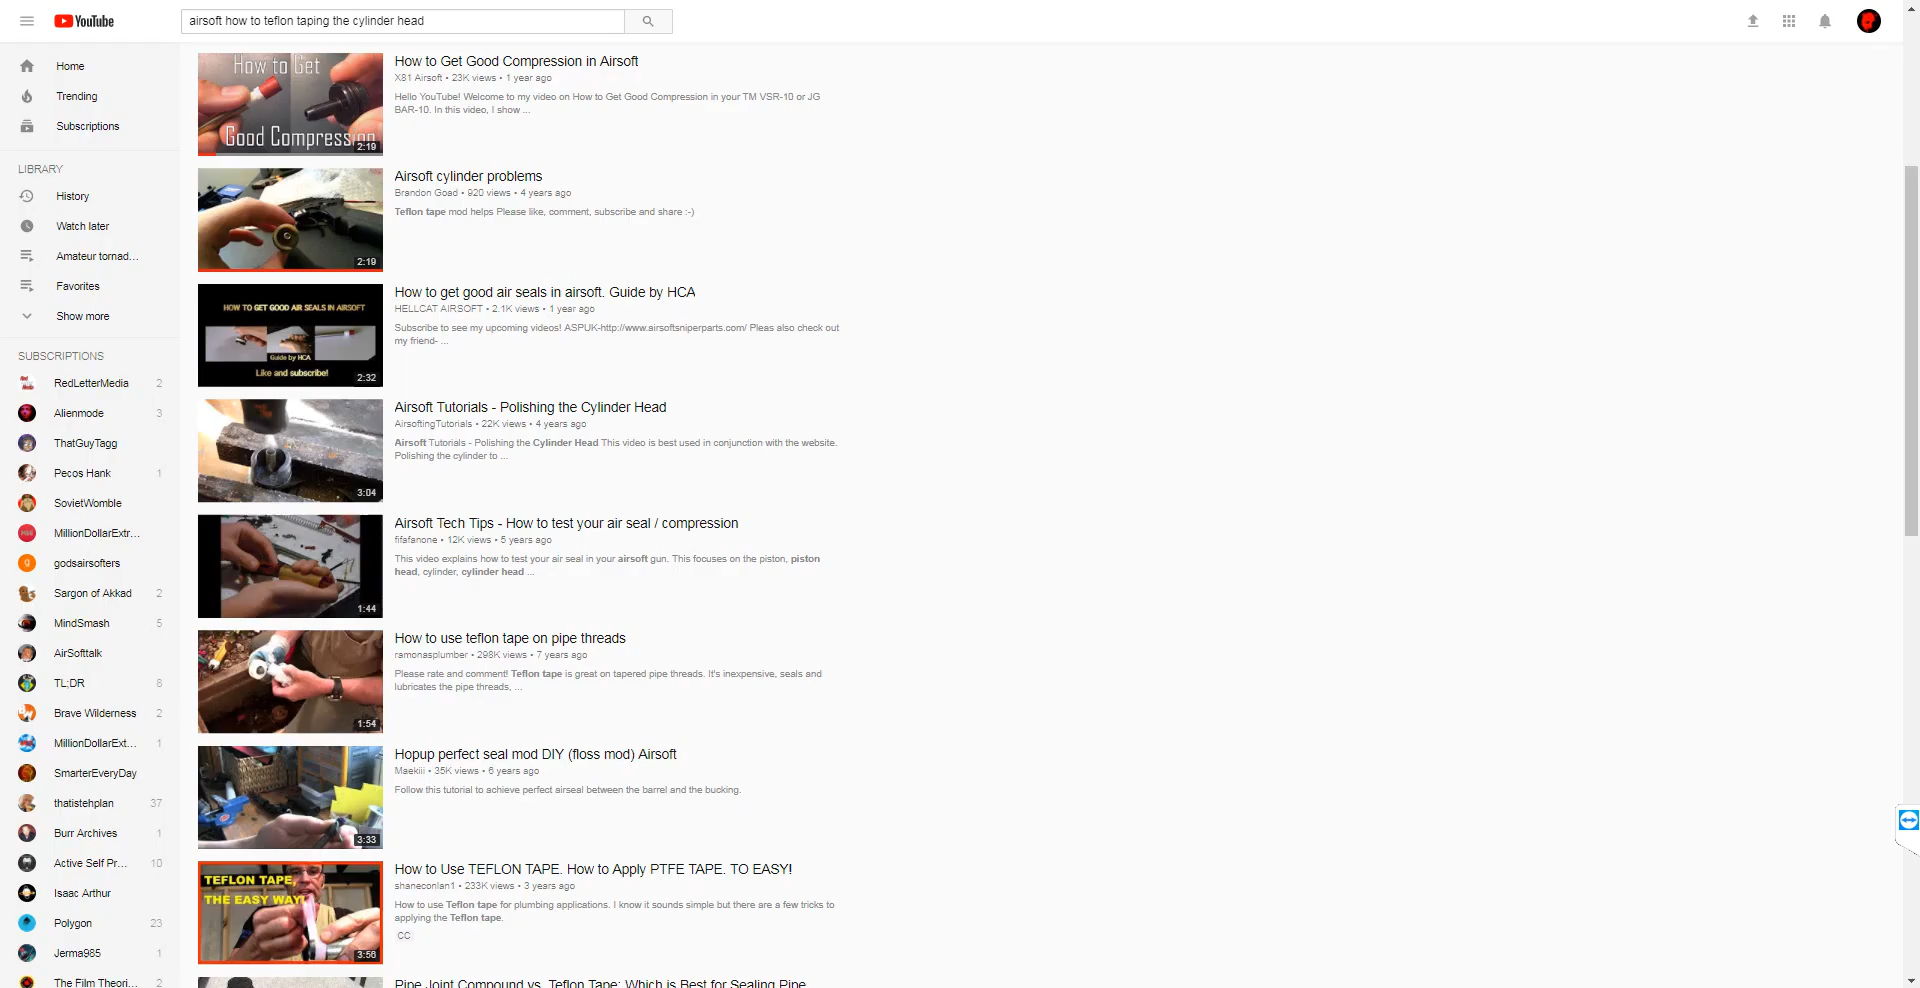 YouTube
airsoft how to teflon taping the cylinder head
Home
Trending
Subscriptions
LIBRARY
History
Watch later
Amateur tornad...
Favorites
Show more
SUBSCRIPTIONS
RedLetterMedia 2
Alienmode 3
ThatGuyTagg
Pecos Hank 1
SovietWomble
MillionDollarExtr...
godsairsofters
Sargon of Akkad 2
MindSmash 5
AirSofttalk
TL;DR 6
Brave Wilderness 2
MillionDollarExt... 1
SmarterEveryDay
thatistehplan 37
Burr Archives 1
Active Self Pr... 10
Isaac Arthur
Polygon 23
Jerma985 1
The Film Theori... 2
How to Get
Good Compression
2:19
How to Get Good Compression in Airsoft
X81 Airsoft • 23K views • 1 year ago
Hello YouTube! Welcome to my video on How to Get Good Compression in your TM VSR-10 or JG
BAR-10. In this video, I show ...
2:19
Airsoft cylinder problems
Brandon Goad • 920 views • 4 years ago
Teflon tape mod helps Please like, comment, subscribe and share :-)
HOW TO GET GOOD AIR SEALS IN AIRSOFT
Guide by HCA
Like and subscribe!
2:32
How to get good air seals in airsoft. Guide by HCA
HELLCAT AIRSOFT • 2.1K views • 1 year ago
Subscribe to see my upcoming videos! ASPUK-http://www.airsoftsniperparts.com/ Pleas also check out
my friend- ...
3:04
Airsoft Tutorials - Polishing the Cylinder Head
AirsoftingTutorials • 22K views • 4 years ago
Airsoft Tutorials - Polishing the Cylinder Head This video is best used in conjunction with the website.
Polishing the cylinder to ...
1:44
Airsoft Tech Tips - How to test your air seal / compression
fifafanone • 12K views • 5 years ago
This video explains how to test your air seal in your airsoft gun. This focuses on the piston, piston
head, cylinder, cylinder head ...
1:54
How to use teflon tape on pipe threads
ramonasplumber • 298K views • 7 years ago
Please rate and comment! Teflon tape is great on tapered pipe threads. It's inexpensive, seals and
lubricates the pipe threads, ...
3:33
Hopup perfect seal mod DIY (floss mod) Airsoft
Maekiii • 35K views • 6 years ago
Follow this tutorial to achieve perfect airseal between the barrel and the bucking.
TEFLON TAPE,
THE EASY WAY!
3:56
How to Use TEFLON TAPE. How to Apply PTFE TAPE. TO EASY!
shaneconlan1 • 233K views • 3 years ago
How to use Teflon tape for plumbing applications. I know it sounds simple but there are a few tricks to
applying the Teflon tape.
CC
Pipe Joint Compound vs. Teflon Tape: Which is Best for Sealing Pipe